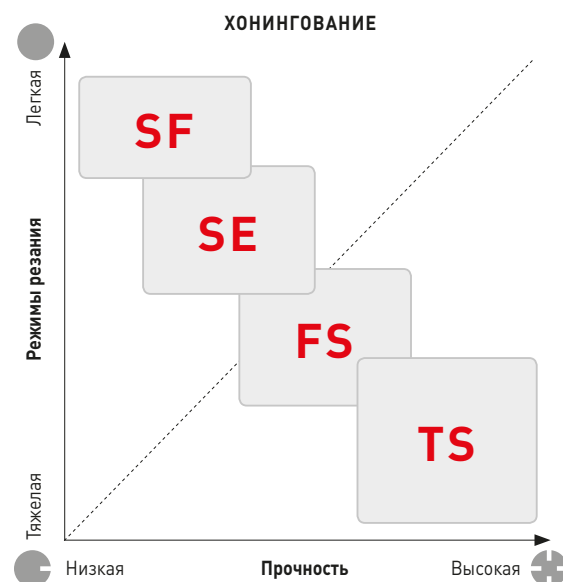 ХОНИНГОВАНИЕ
Легкая
SF
SE
Режимы резания
FS
TS
Тяжелая
Низкая
Прочность
Высокая